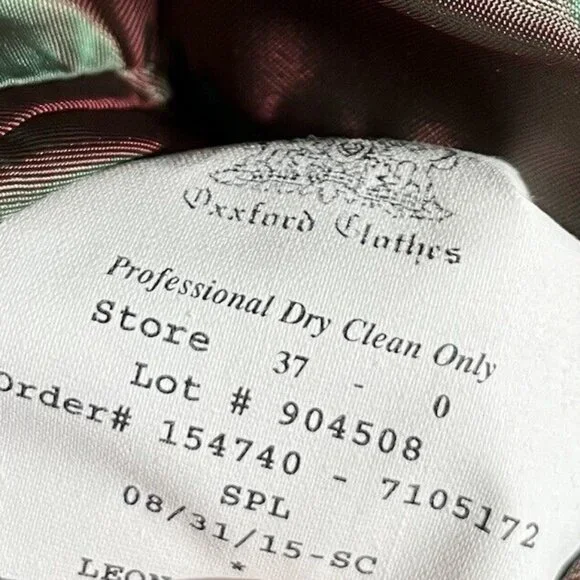 Oxxford Clothes
Professional Dry Clean Only
Store 37 - 0
Lot # 904508
Order# 154740 - 7105172
SPL
08/31/15-SC
*
LEON